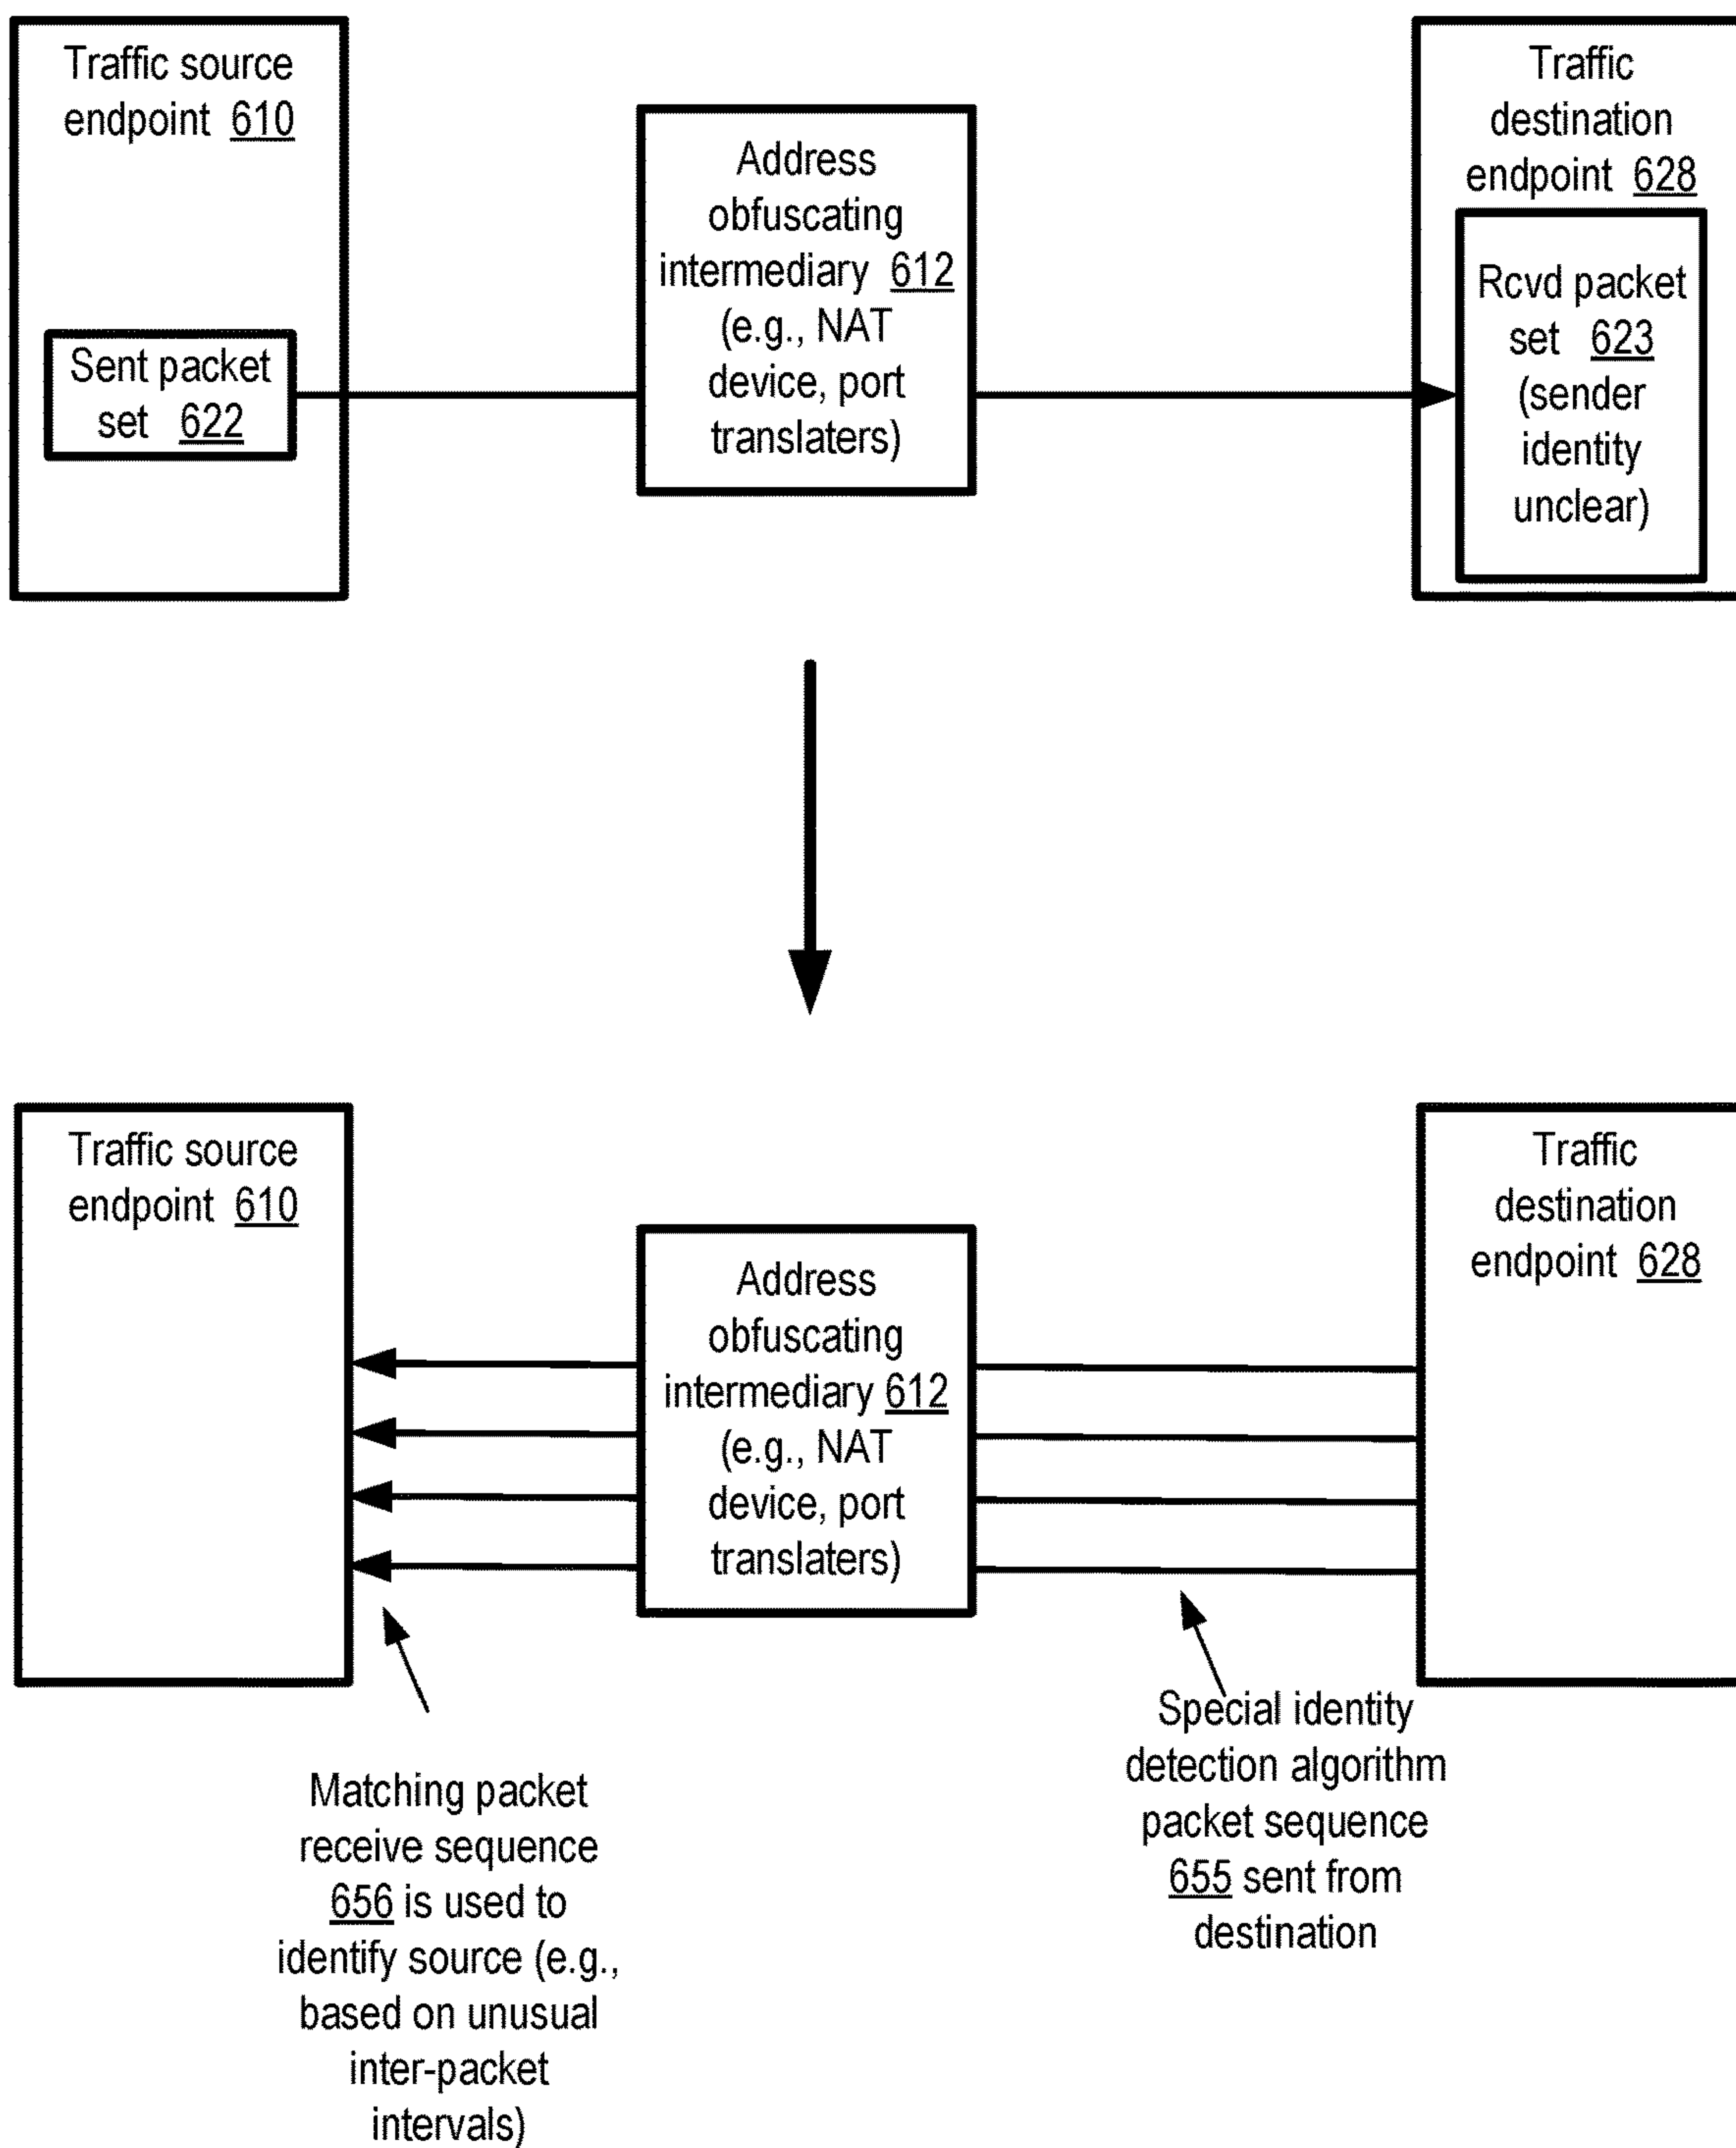 Traffic source
endpoint 610
Sent packet
set 622
Address
obfuscating
intermediary 612
(e.g., NAT
device, port
translaters)
Traffic
destination
endpoint 628
Rcvd packet
set 623
(sender
identity
unclear)
Traffic source
endpoint 610
Address
obfuscating
intermediary 612
(e.g., NAT
device, port
translaters)
Traffic
destination
endpoint 628
Matching packet
receive sequence
656 is used to
identify source (e.g.,
based on unusual
inter-packet
intervals)
Special identity
detection algorithm
packet sequence
655 sent from
destination